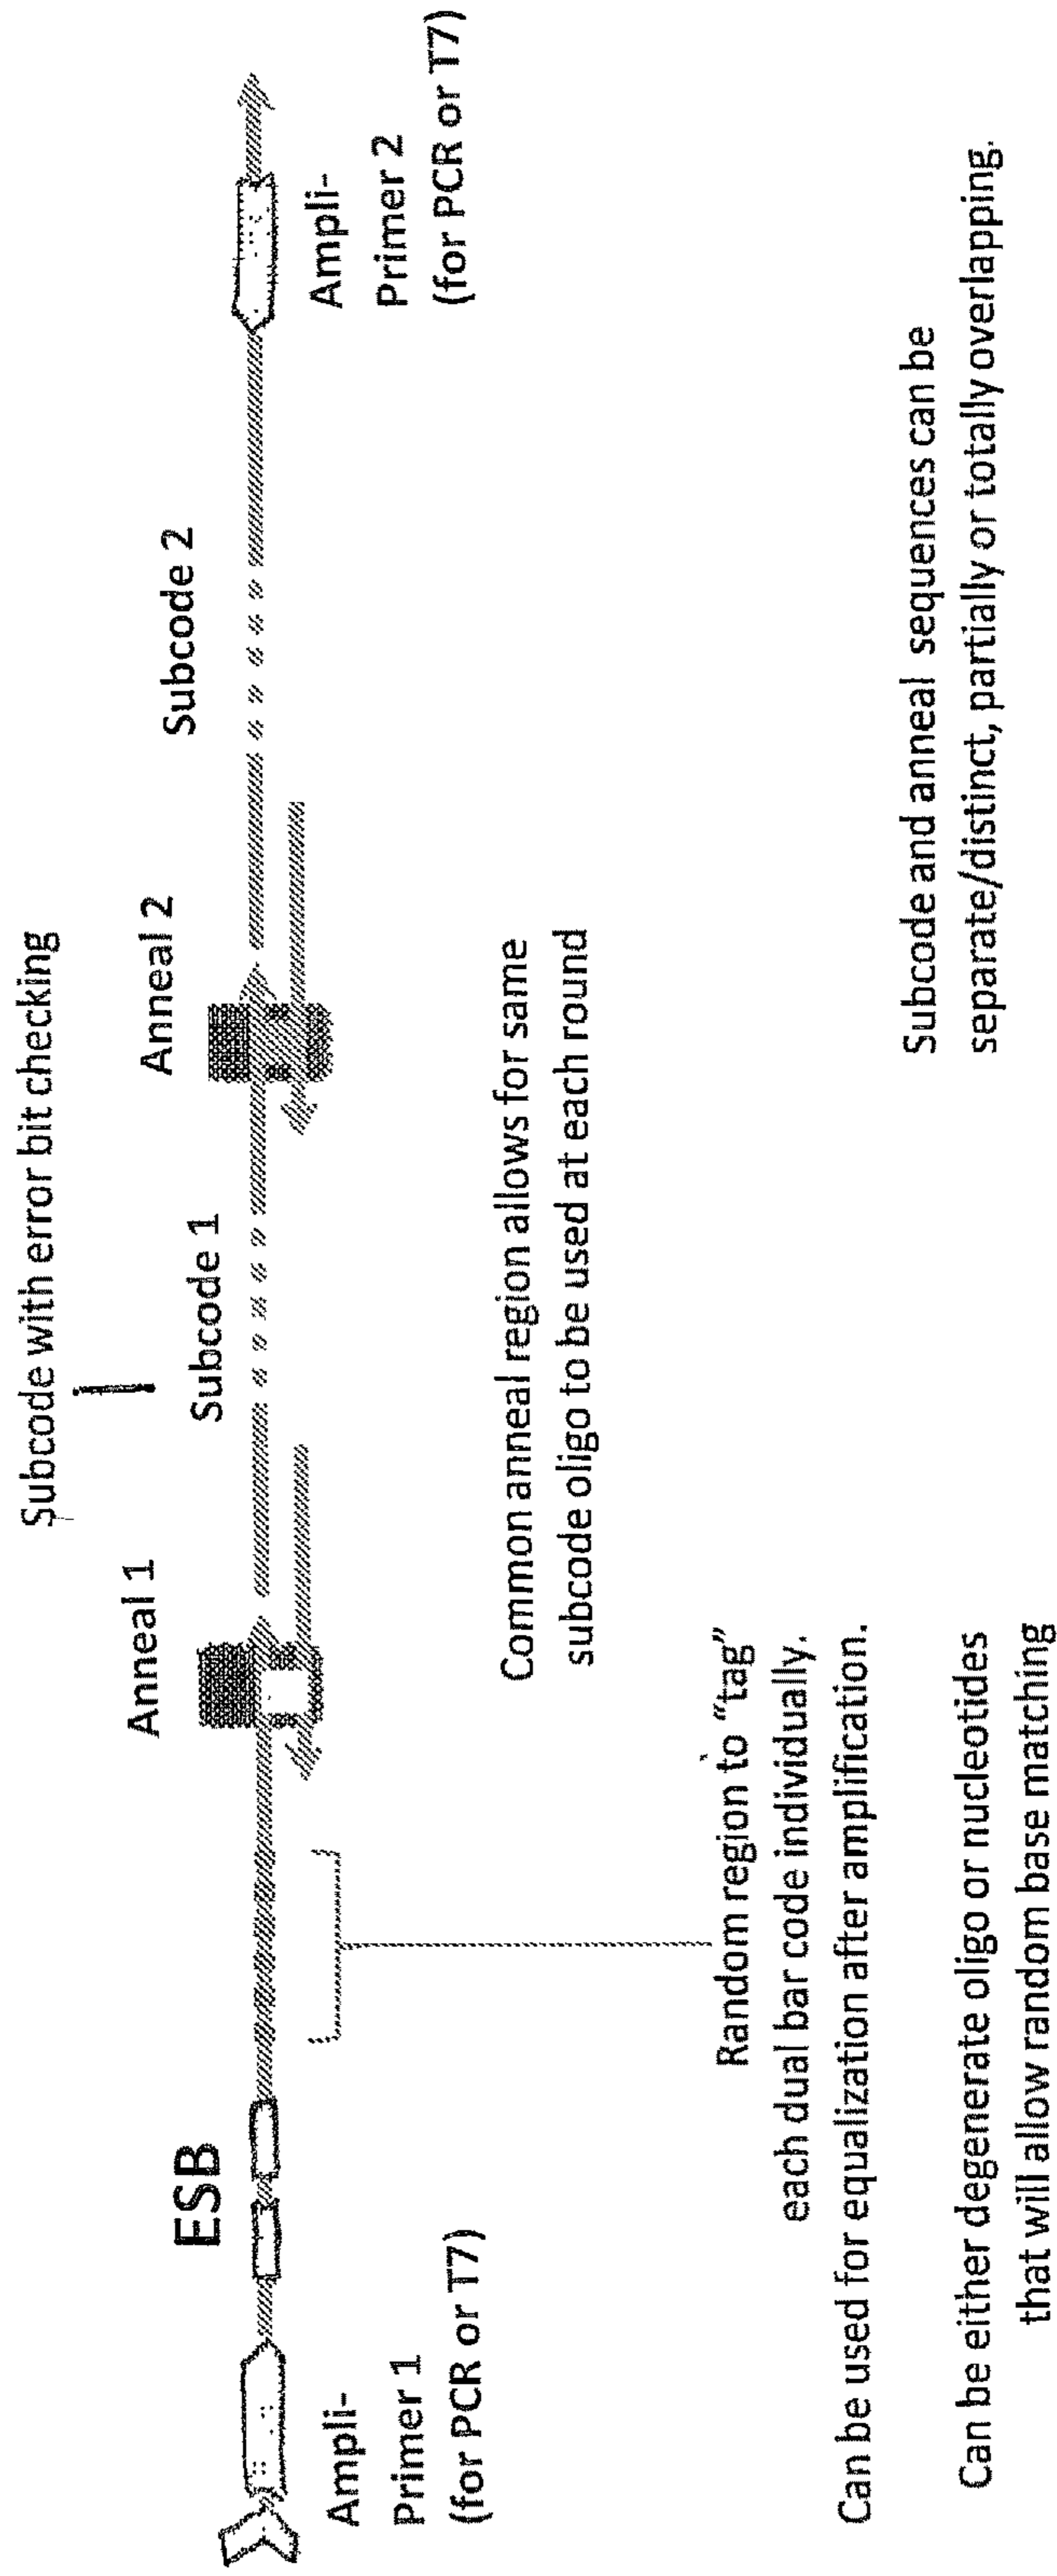 Subcode with error bit checking
Anneal 1
Subcode 1
Anneal 2
Subcode 2
ESB
Ampli-
Primer 1
(for PCR or T7)
Ampli-
Primer 2
(for PCR or T7)
Common anneal region allows for same
subcode oligo to be used at each round
Random region to “tag”
each dual bar code individually.
Can be used for equalization after amplification.
Can be either degenerate oligo or nucleotides
that will allow random base matching
Subcode and anneal sequences can be
separate/distinct, partially or totally overlapping.